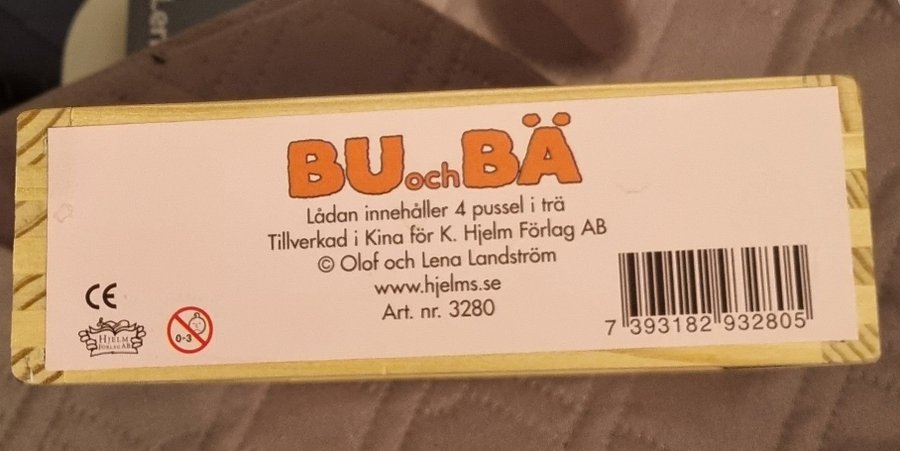 BU och BÄ
Lådan innehåller 4 pussel i trä
Tillverkad i Kina för K. Hjelm Förlag AB
© Olof och Lena Landström
www.hjelms.se
Art. nr. 3280
CE
HJELM
FÖRLAG AB
0-3
7 393182 932805